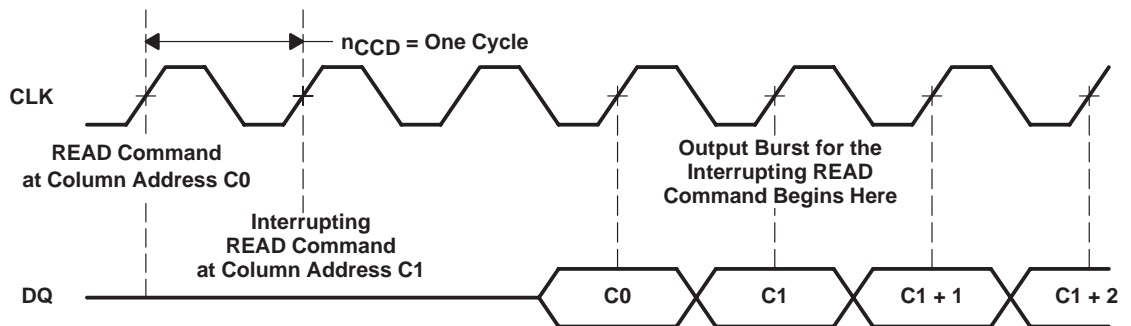 nCCD = One Cycle
CLK
READ Command
at Column Address C0
Output Burst for the
Interrupting READ
Command Begins Here
Interrupting
READ Command
at Column Address C1
DQ
C0
C1
C1 + 1
C1 + 2